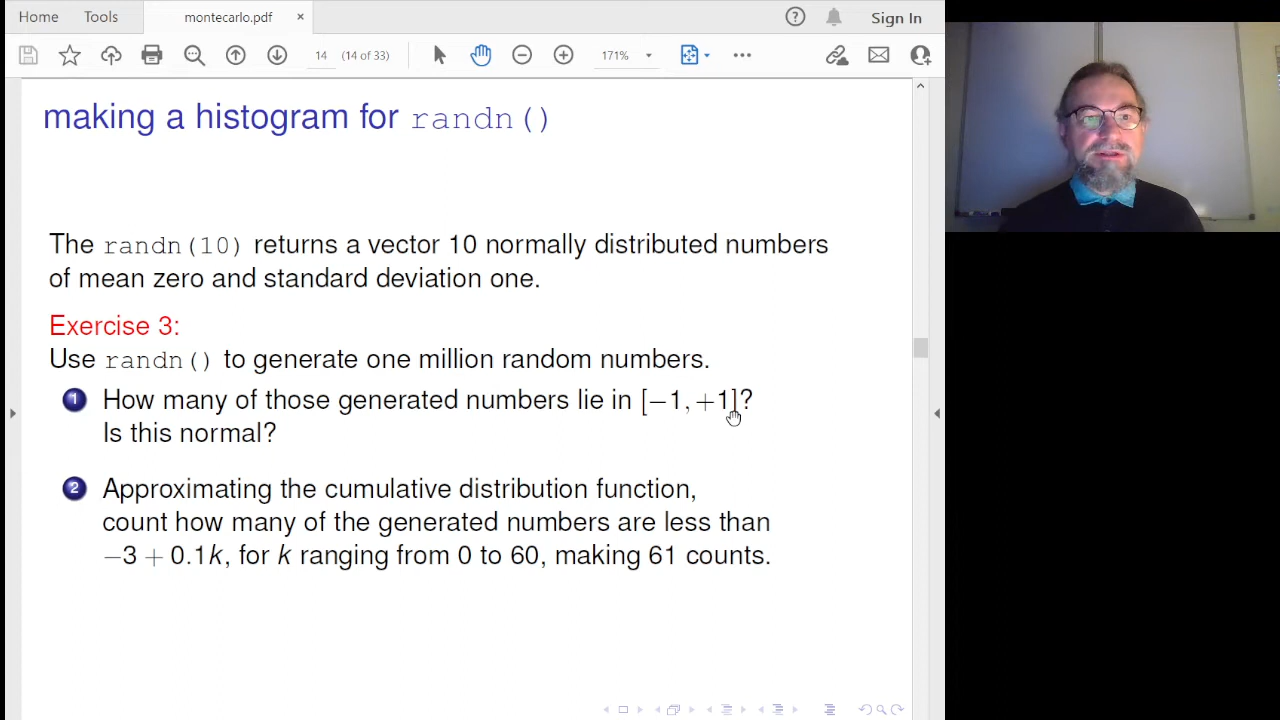 Home Tools montecarlo.pdf × ? Sign In
14 (14 of 33) 171%
making a histogram for randn()
The randn(10) returns a vector 10 normally distributed numbers
of mean zero and standard deviation one.
Exercise 3:
Use randn() to generate one million random numbers.
1 How many of those generated numbers lie in [−1, +1]?
Is this normal?
2 Approximating the cumulative distribution function,
count how many of the generated numbers are less than
−3 + 0.1k, for k ranging from 0 to 60, making 61 counts.